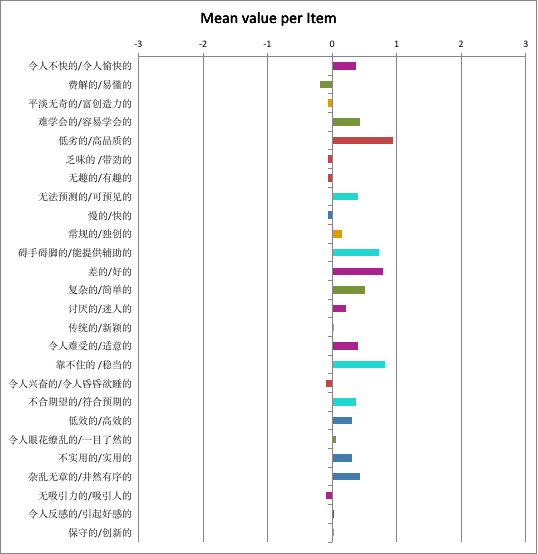 Mean value per Item
-3 -2 -1 0 1 2 3
令人不快的/令人愉快的
费解的/易懂的
平淡无奇的/富创造力的
难学会的/容易学会的
低劣的/高品质的
乏味的 /带劲的
无趣的/有趣的
无法预测的/可预见的
慢的/快的
常规的/独创的
碍手碍脚的/能提供辅助的
差的/好的
复杂的/简单的
讨厌的/迷人的
传统的/新颖的
令人难受的/适意的
靠不住的 /稳当的
令人兴奋的/令人昏昏欲睡的
不合期望的/符合预期的
低效的/高效的
令人眼花缭乱的/一目了然的
不实用的/实用的
杂乱无章的/井然有序的
无吸引力的/吸引人的
令人反感的/引起好感的
保守的/创新的